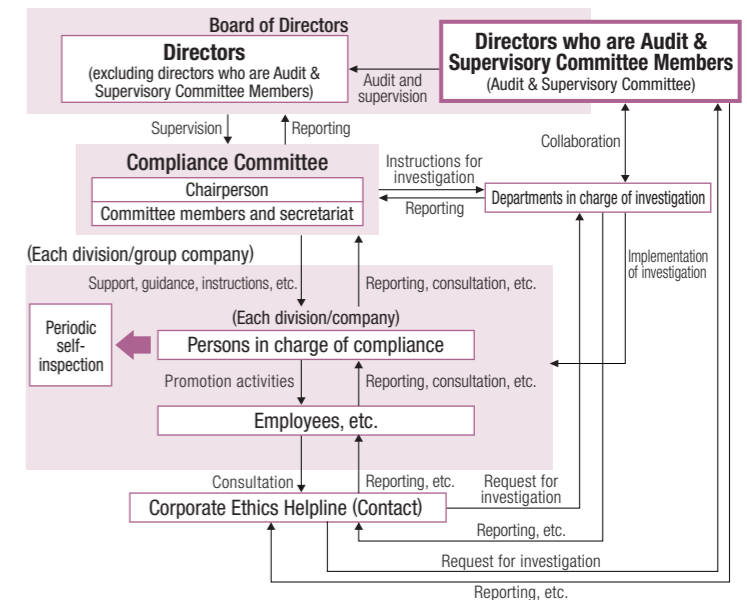 Board of Directors
Directors
(excluding directors who are Audit &
Supervisory Committee Members)
Audit and
supervision
Directors who are Audit &
Supervisory Committee Members
(Audit & Supervisory Committee)
Supervision
Reporting
Collaboration
Compliance Committee
Chairperson
Committee members and secretariat
Instructions for
investigation
Reporting
Departments in charge of investigation
(Each division/group company)
Support, guidance, instructions, etc.
Reporting, consultation, etc.
Implementation
of investigation
(Each division/company)
Persons in charge of compliance
Periodic
self-
inspection
Promotion activities
Reporting, consultation, etc.
Employees, etc.
Consultation
Reporting, etc.
Request for
investigation
Corporate Ethics Helpline (Contact)
Reporting, etc.
Request for investigation
Reporting, etc.